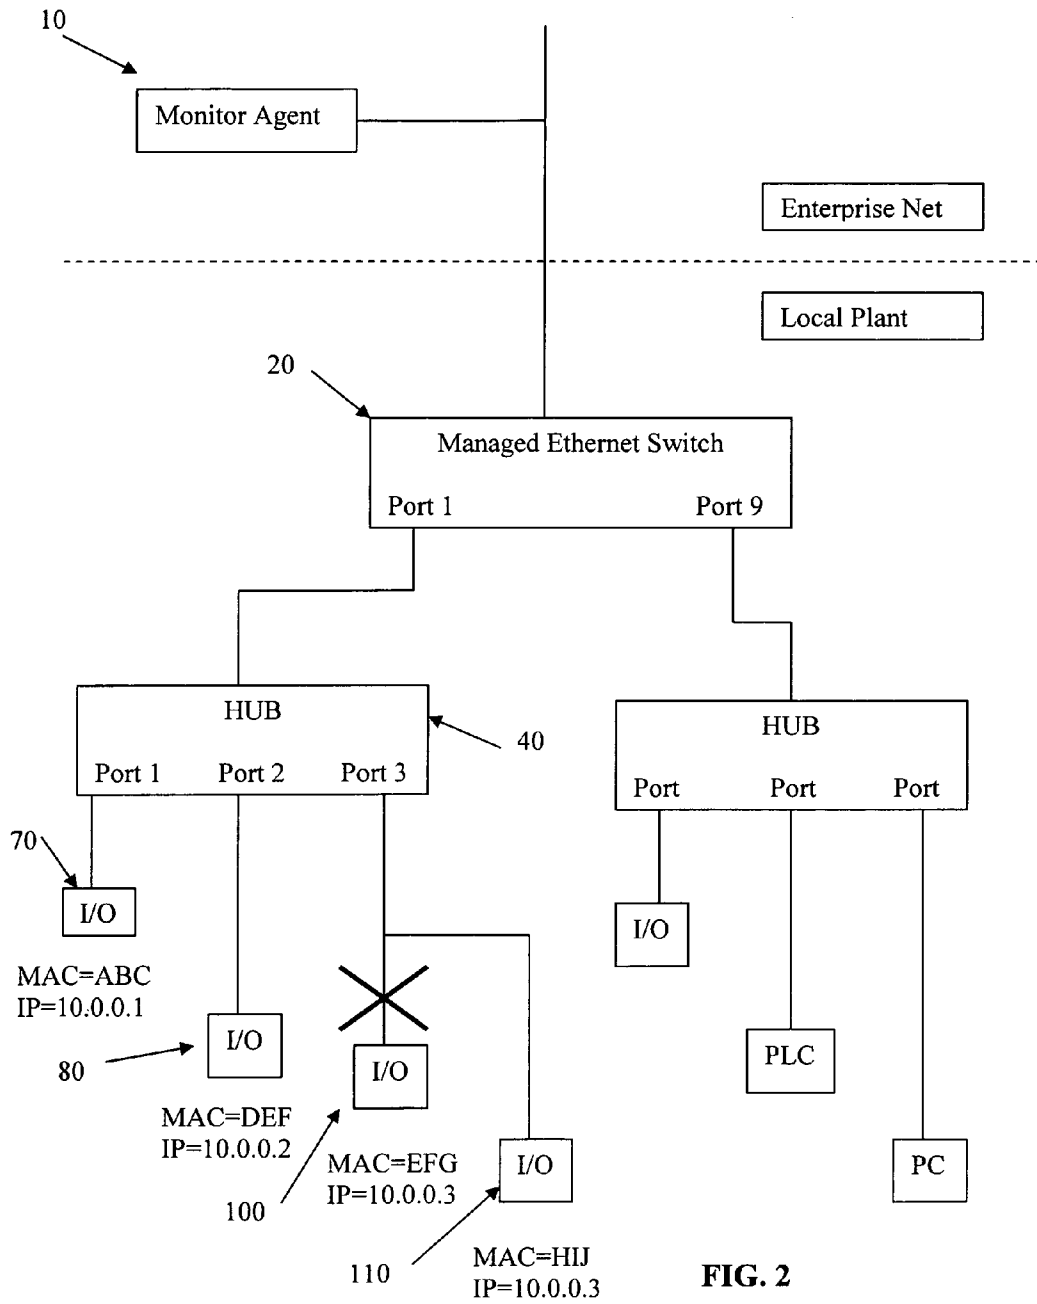 10
Monitor Agent
Enterprise Net
Local Plant
20
Managed Ethernet Switch
Port 1 Port 9
HUB
40
Port 1 Port 2 Port 3
HUB
Port Port Port
70
I/O
MAC=ABC
IP=10.0.0.1
80
I/O
MAC=DEF
IP=10.0.0.2
100
I/O
MAC=EFG
IP=10.0.0.3
110
I/O
MAC=HIJ
IP=10.0.0.3
I/O
PLC
PC
FIG. 2